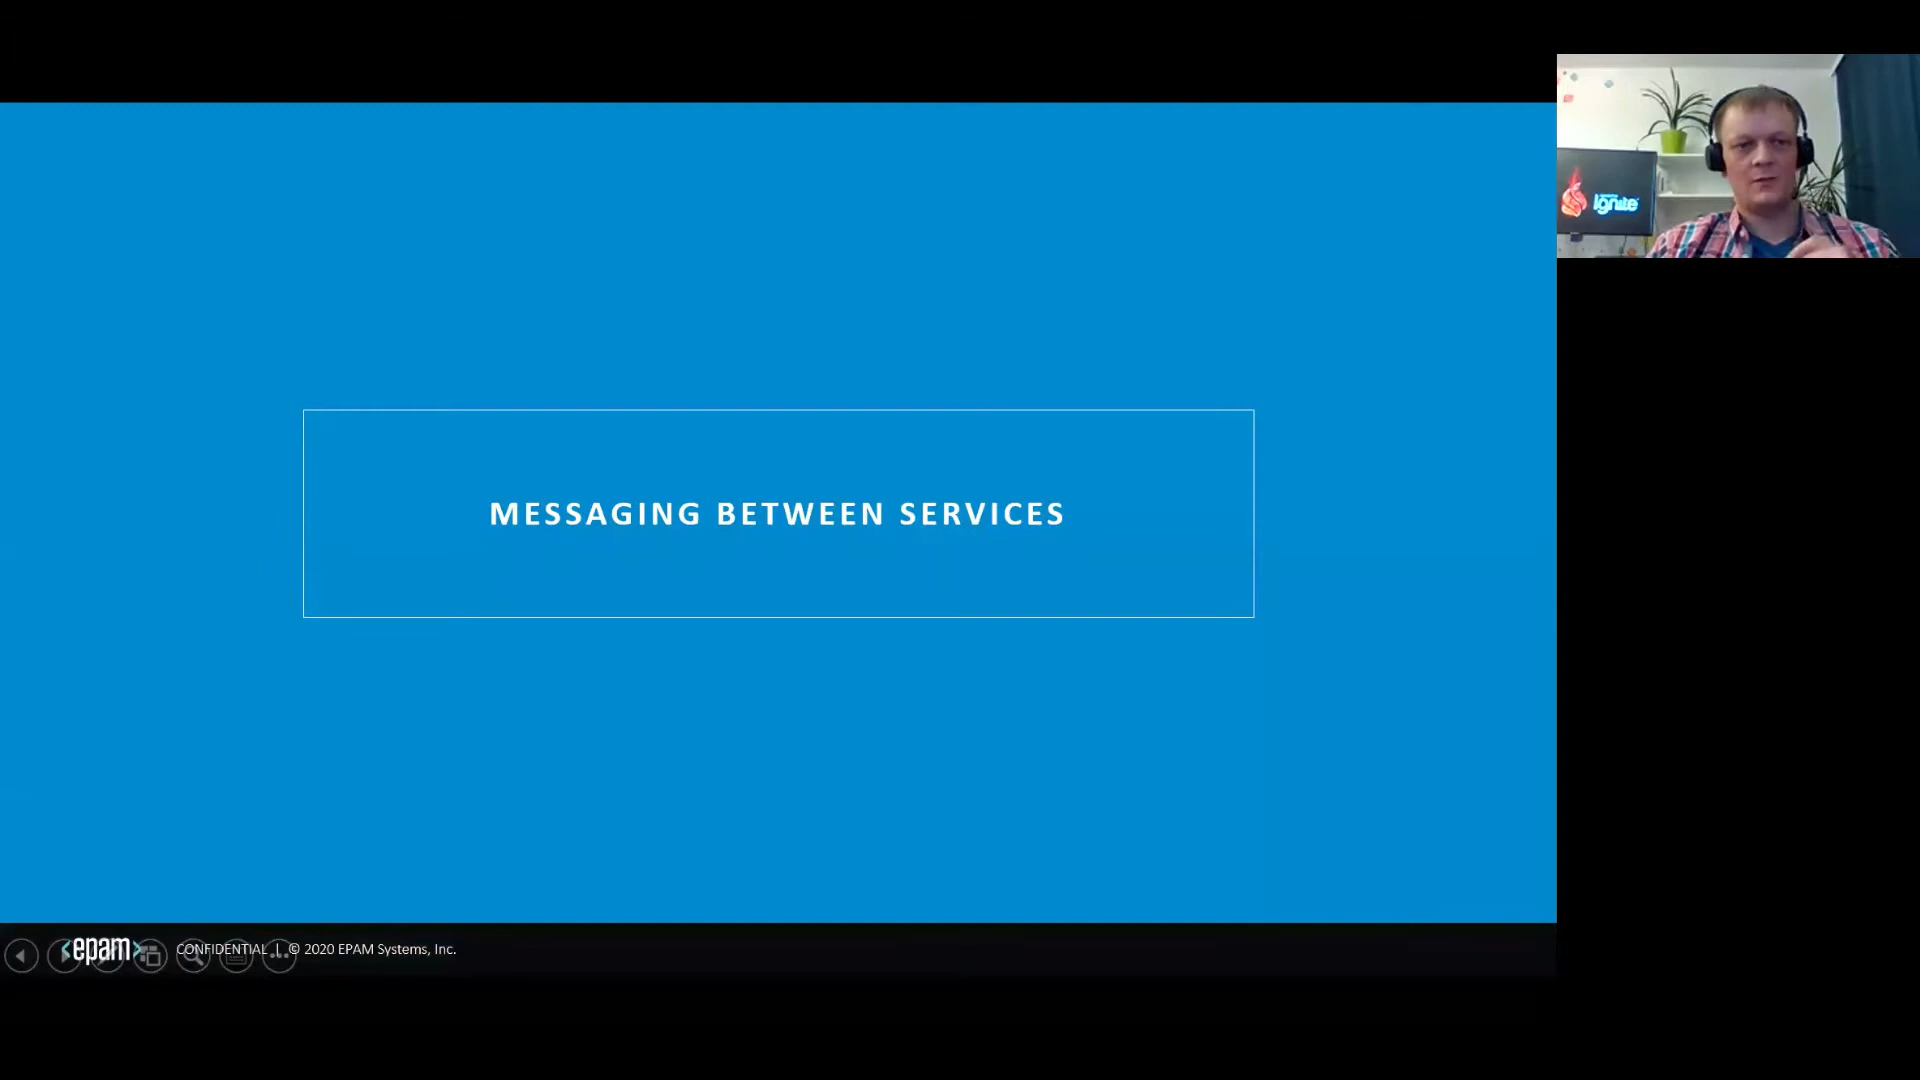 MESSAGING BETWEEN SERVICES
Ignite
<epam>
CONFIDENTIAL | © 2020 EPAM Systems, Inc.